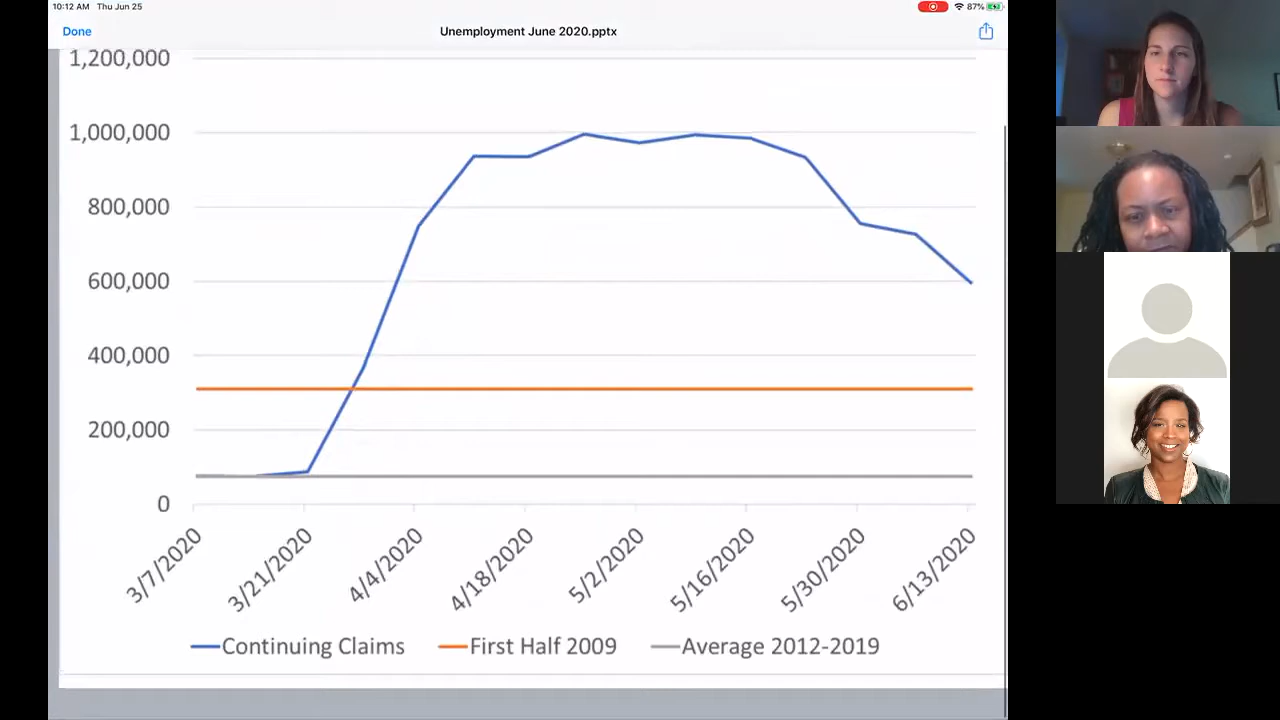 10:12 AM Thu Jun 25
87%
Done
Unemployment June 2020.pptx
1,200,000
1,000,000
800,000
600,000
400,000
200,000
0
3/7/2020
3/21/2020
4/4/2020
4/18/2020
5/2/2020
5/16/2020
5/30/2020
6/13/2020
Continuing Claims
First Half 2009
Average 2012-2019